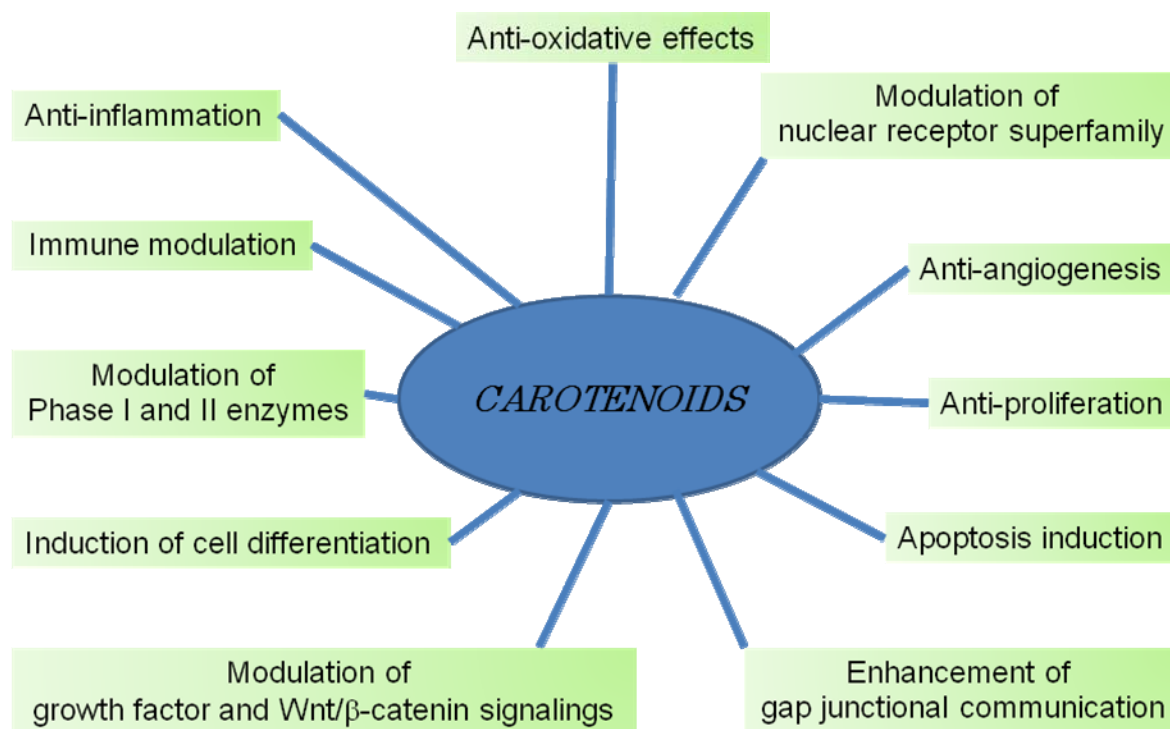 Anti-oxidative effects
Anti-inflammation
Modulation of
nuclear receptor superfamily
Immune modulation
Anti-angiogenesis
Modulation of
Phase I and II enzymes
CAROTENOIDS
Anti-proliferation
Induction of cell differentiation
Apoptosis induction
Modulation of
growth factor and Wnt/β-catenin signalings
Enhancement of
gap junctional communication